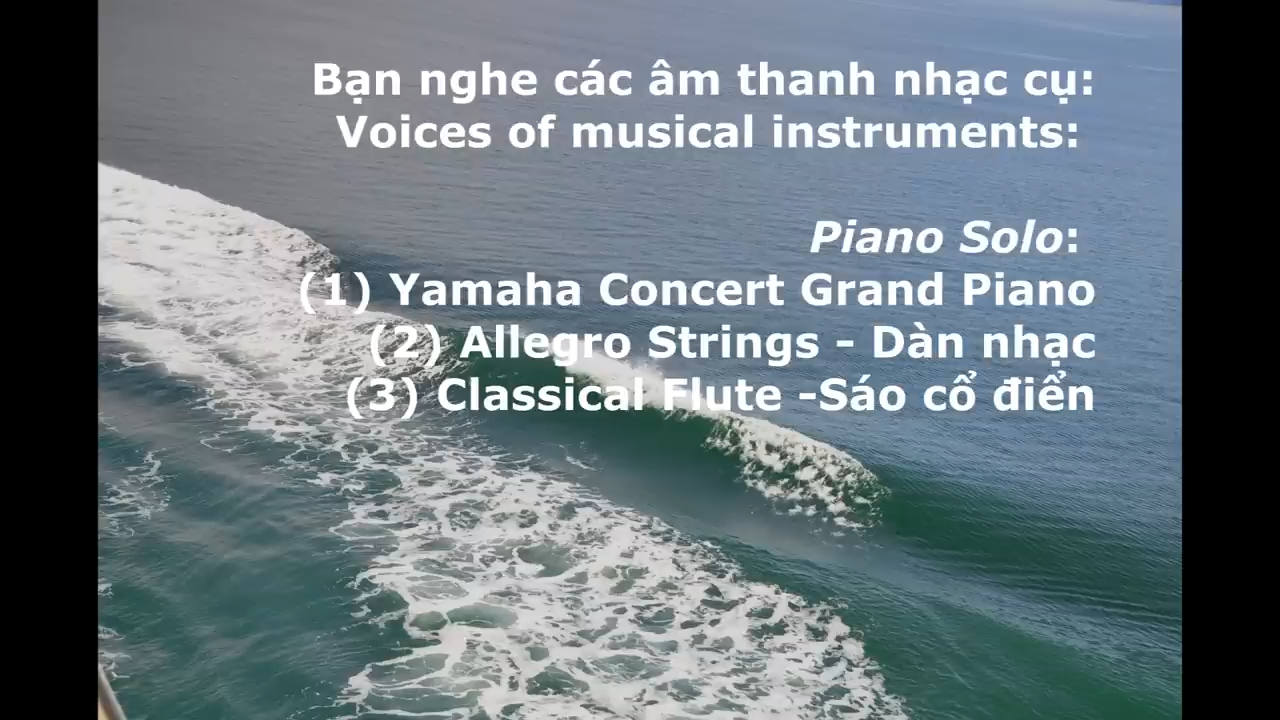 Bạn nghe các âm thanh nhạc cụ:
Voices of musical instruments:
Piano Solo:
(1) Yamaha Concert Grand Piano
(2) Allegro Strings - Dàn nhạc
(3) Classical Flute -Sáo cổ điển